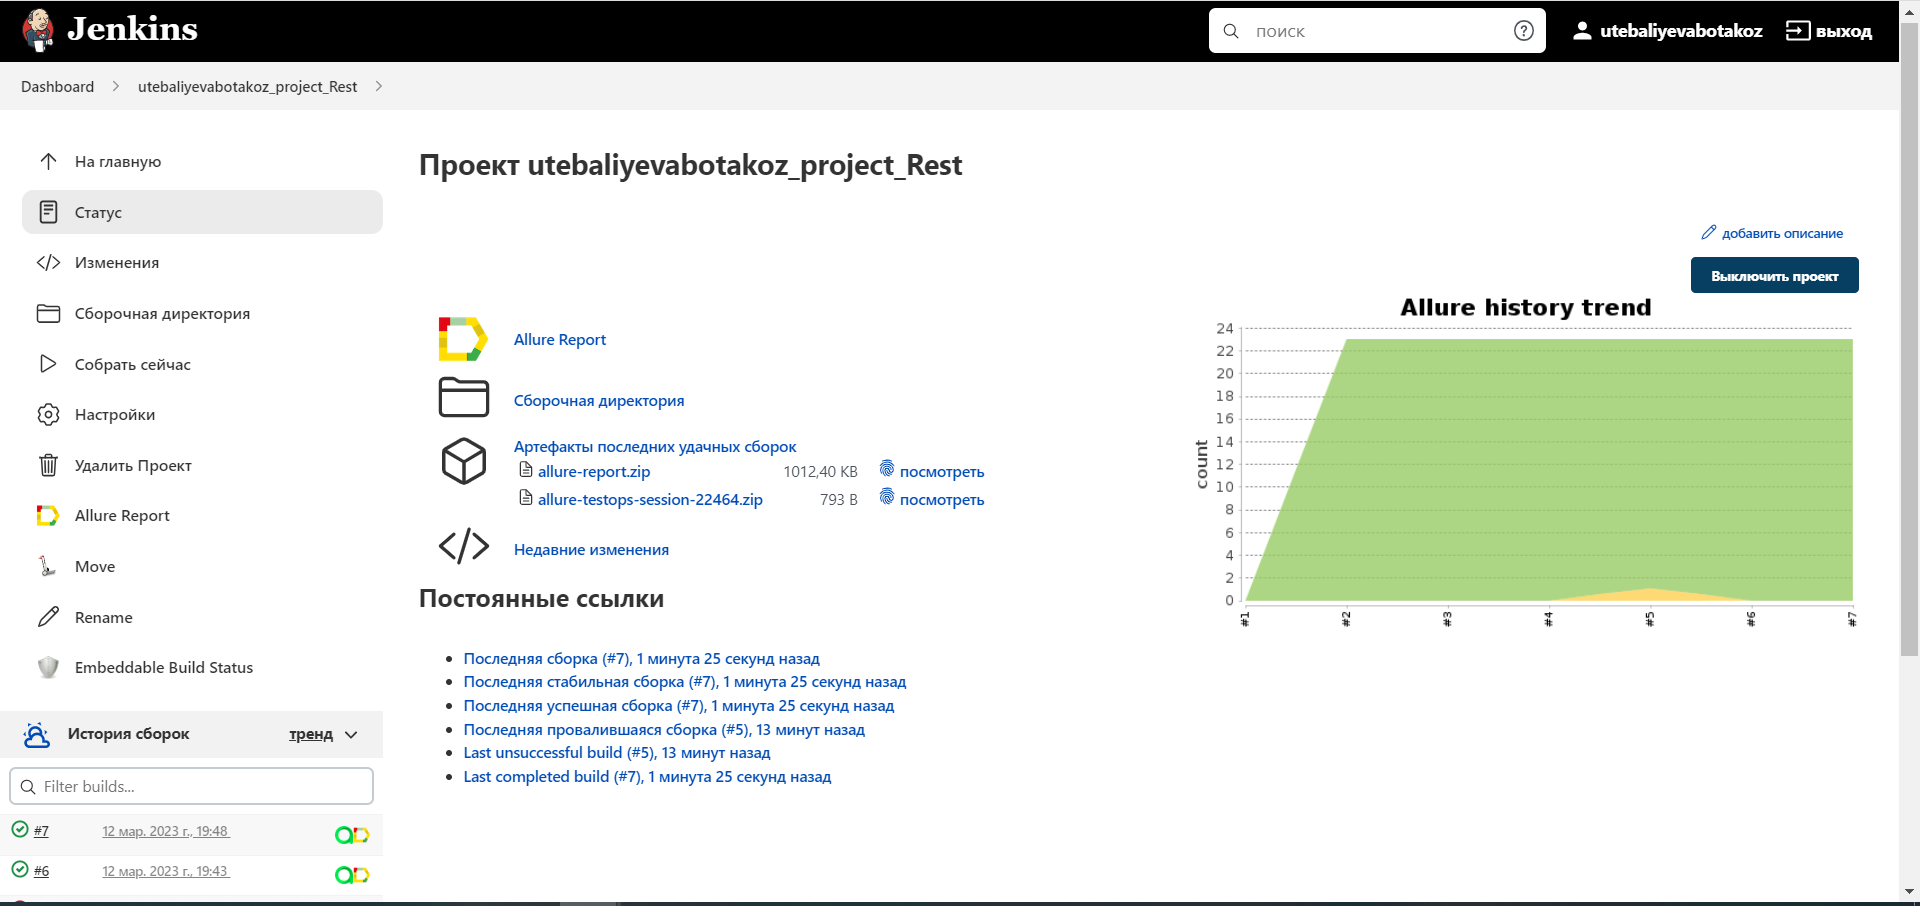 Jenkins
поиск
utebaliyevabotakoz
выход
Dashboard
utebaliyevabotakoz_project_Rest
На главную
Статус
Изменения
Сборочная директория
Собрать сейчас
Настройки
Удалить Проект
Allure Report
Move
Rename
Embeddable Build Status
История сборок
тренд
Filter builds...
#7
12 мар. 2023 г., 19:48
#6
12 мар. 2023 г., 19:43
Проект utebaliyevabotakoz_project_Rest
добавить описание
Выключить проект
Allure Report
Сборочная директория
Артефакты последних удачных сборок
allure-report.zip 1012,40 KB посмотреть
allure-testops-session-22464.zip 793 B посмотреть
Недавние изменения
Постоянные ссылки
Последняя сборка (#7), 1 минута 25 секунд назад
Последняя стабильная сборка (#7), 1 минута 25 секунд назад
Последняя успешная сборка (#7), 1 минута 25 секунд назад
Последняя провалившаяся сборка (#5), 13 минут назад
Last unsuccessful build (#5), 13 минут назад
Last completed build (#7), 1 минута 25 секунд назад
Allure history trend
count
24
22
20
18
16
14
12
10
8
6
4
2
0
#1
#2
#3
#4
#5
#6
#7